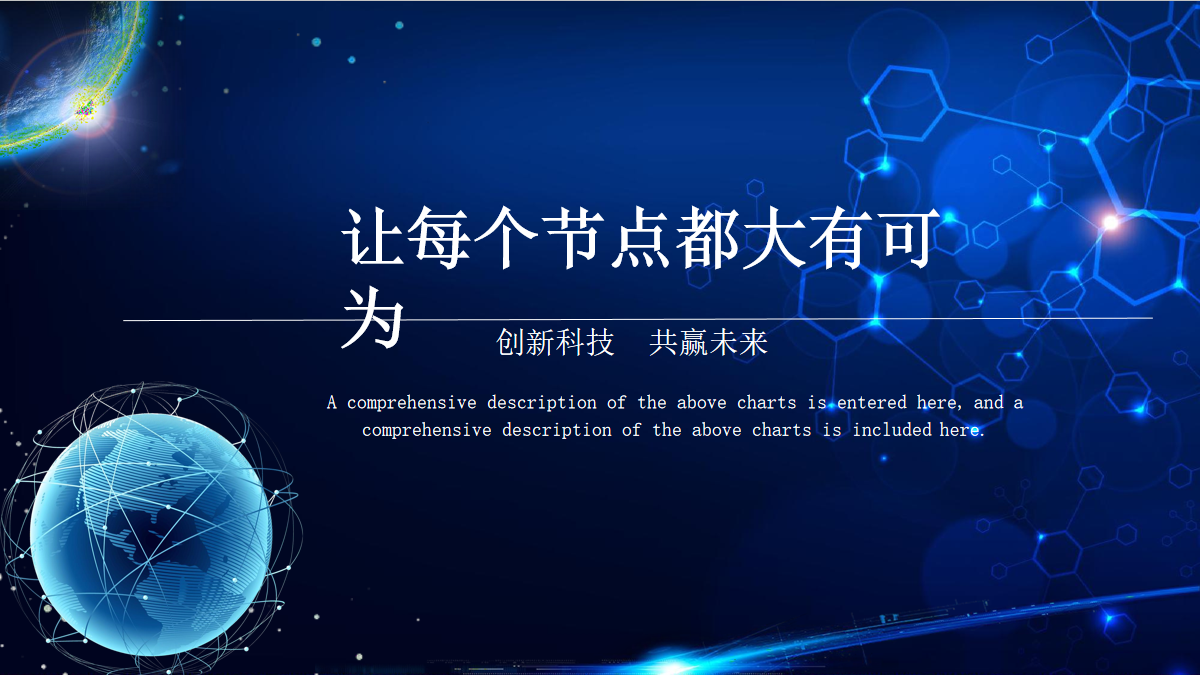 让每个节点都大有可
为
创新科技 共赢未来
A comprehensive description of the above charts is entered here, and a
comprehensive description of the above charts is included here.